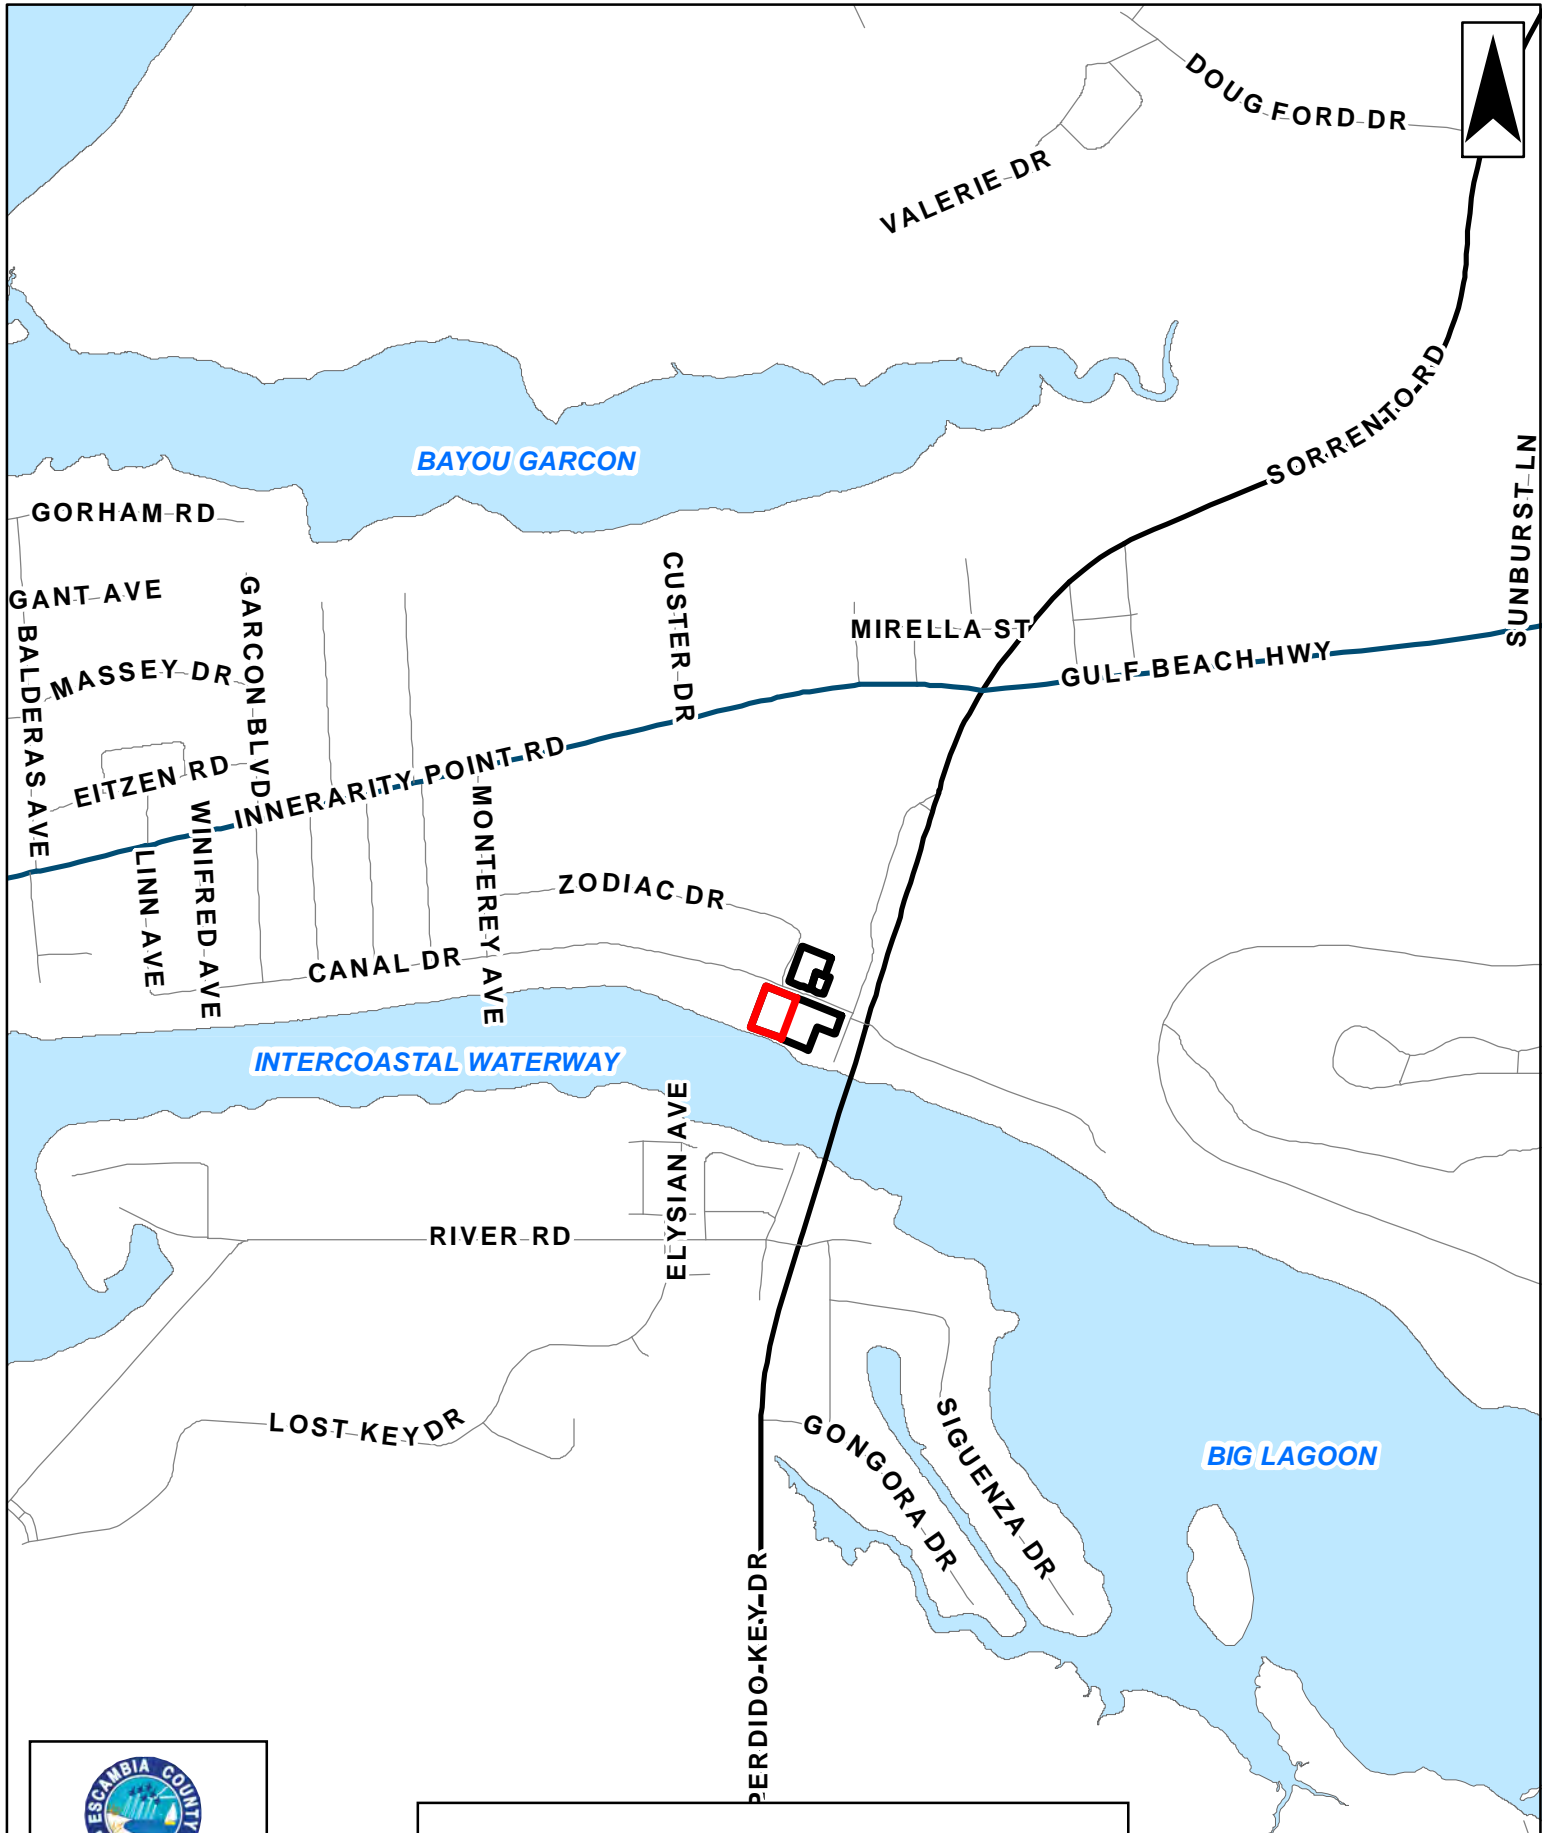 DOUG FORD DR
VALERIE DR
SORRENTO RD
BAYOU GARCON
SUNBURST LN
GORHAM RD
CUSTER DR
GANT AVE
GARCON BLVD
MIRELLA ST
BALDERAS AVE
GULF BEACH HWY
MASSEY DR
INNERARITY POINT RD
EITZEN RD
MONTEREY AVE
WINIFRED AVE
LINN AVE
ZODIAC DR
CANAL DR
INTERCOASTAL WATERWAY
ELYSIAN AVE
RIVER RD
LOST KEY DR
GONGORA DR
SIGUENZA DR
BIG LAGOON
PERDIDO KEY DR
ESCAMBIA COUNTY